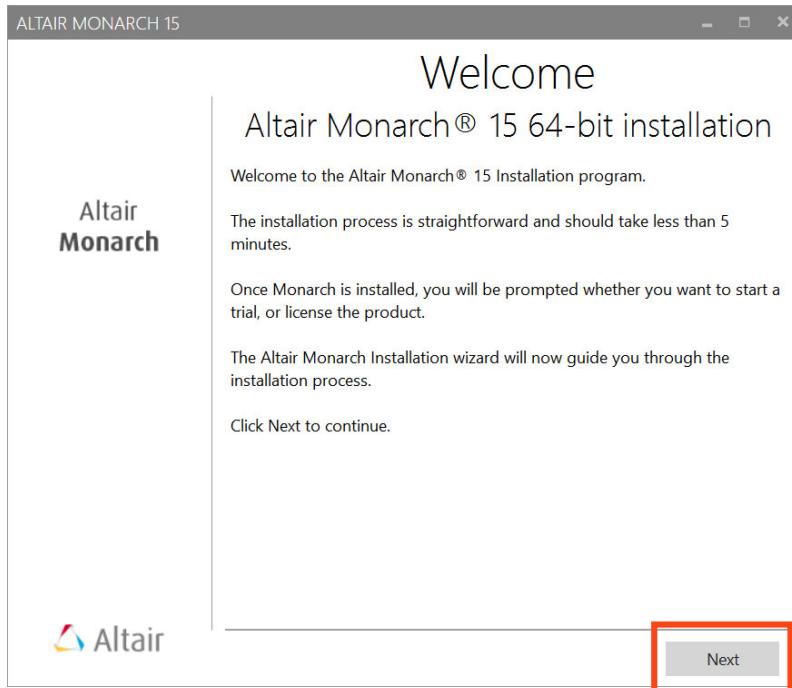 ALTAIR MONARCH 15
Welcome
Altair Monarch® 15 64-bit installation
Welcome to the Altair Monarch® 15 Installation program.
Altair
Monarch
The installation process is straightforward and should take less than 5
minutes.
Once Monarch is installed, you will be prompted whether you want to start a
trial, or license the product.
The Altair Monarch Installation wizard will now guide you through the
installation process.
Click Next to continue.
Altair
Next